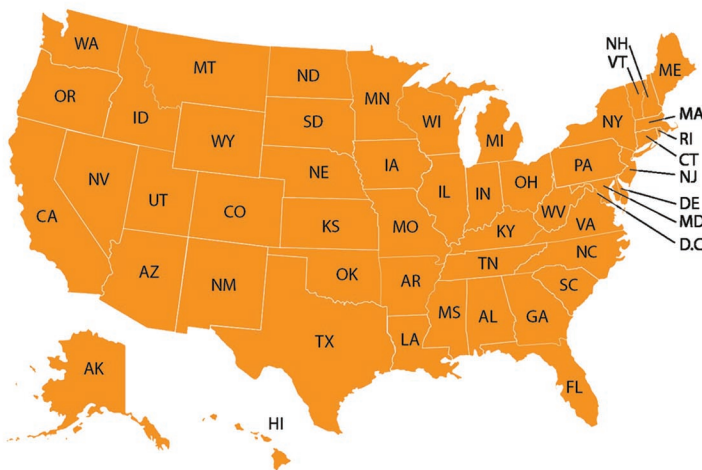 WA
MT
ND
MN
NH
VT
ME
OR
ID
WY
SD
WI
MI
NY
MA
RI
CT
NJ
NV
UT
CO
NE
IA
IL
IN
OH
PA
DE
MD
D.C
CA
KS
MO
KY
WV
VA
AZ
NM
OK
AR
TN
NC
SC
TX
LA
MS
AL
GA
FL
AK
HI